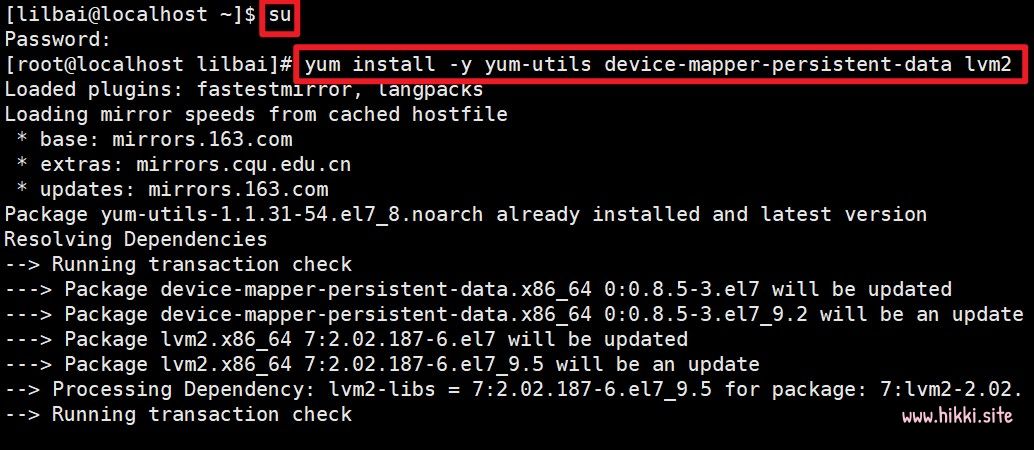 [lilbai@localhost ~]$ su
Password:
[root@localhost lilbai]# yum install -y yum-utils device-mapper-persistent-data lvm2
Loaded plugins: fastestmirror, langpacks
Loading mirror speeds from cached hostfile
 * base: mirrors.163.com
 * extras: mirrors.cqu.edu.cn
 * updates: mirrors.163.com
Package yum-utils-1.1.31-54.el7_8.noarch already installed and latest version
Resolving Dependencies
--> Running transaction check
---> Package device-mapper-persistent-data.x86_64 0:0.8.5-3.el7 will be updated
---> Package device-mapper-persistent-data.x86_64 0:0.8.5-3.el7_9.2 will be an update
---> Package lvm2.x86_64 7:2.02.187-6.el7 will be updated
---> Package lvm2.x86_64 7:2.02.187-6.el7_9.5 will be an update
--> Processing Dependency: lvm2-libs = 7:2.02.187-6.el7_9.5 for package: 7:lvm2-2.02.
--> Running transaction check
www.hikki.site